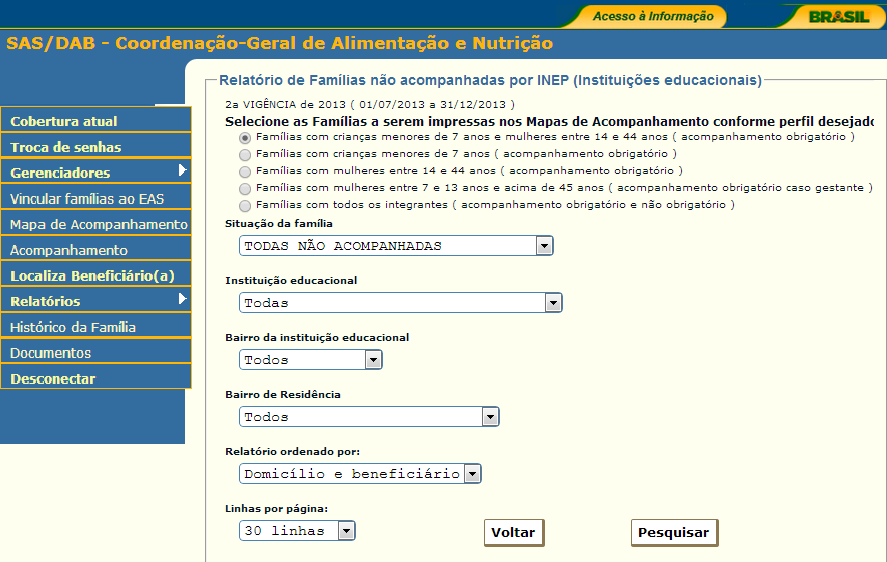 Acesso à Informação
BRASIL
SAS/DAB - Coordenação-Geral de Alimentação e Nutrição
Cobertura atual
Troca de senhas
Gerenciadores
Vincular famílias ao EAS
Mapa de Acompanhamento
Acompanhamento
Localiza Beneficiário(a)
Relatórios
Histórico da Família
Documentos
Desconectar
Relatório de Famílias não acompanhadas por INEP (Instituições educacionais)
2a VIGÊNCIA de 2013 ( 01/07/2013 a 31/12/2013 )
Selecione as Famílias a serem impressas nos Mapas de Acompanhamento conforme perfil desejado
Famílias com crianças menores de 7 anos e mulheres entre 14 e 44 anos ( acompanhamento obrigatório )
Famílias com crianças menores de 7 anos ( acompanhamento obrigatório )
Famílias com mulheres entre 14 e 44 anos ( acompanhamento obrigatório )
Famílias com mulheres entre 7 e 13 anos e acima de 45 anos ( acompanhamento obrigatório caso gestante )
Famílias com todos os integrantes ( acompanhamento obrigatório e não obrigatório )
Situação da família
TODAS NÃO ACOMPANHADAS
Instituição educacional
Todas
Bairro da instituição educacional
Todos
Bairro de Residência
Todos
Relatório ordenado por:
Domicílio e beneficiário
Linhas por página:
30 linhas
Voltar
Pesquisar